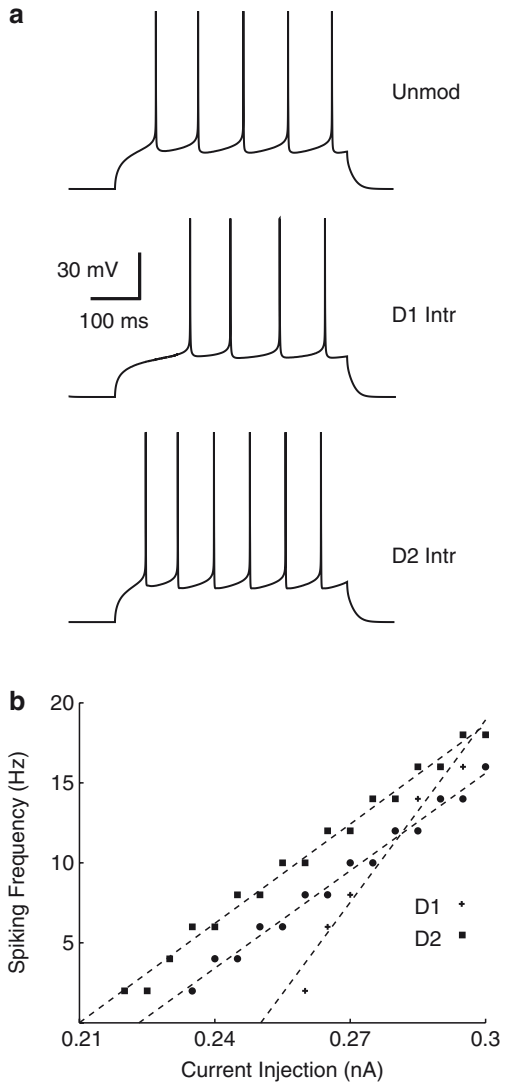 a
Unmod
30 mV
100 ms
D1 Intr
D2 Intr
b
20
15
10
5
Spiking Frequency (Hz)
D1
D2
0.21
0.24
0.27
0.3
Current Injection (nA)